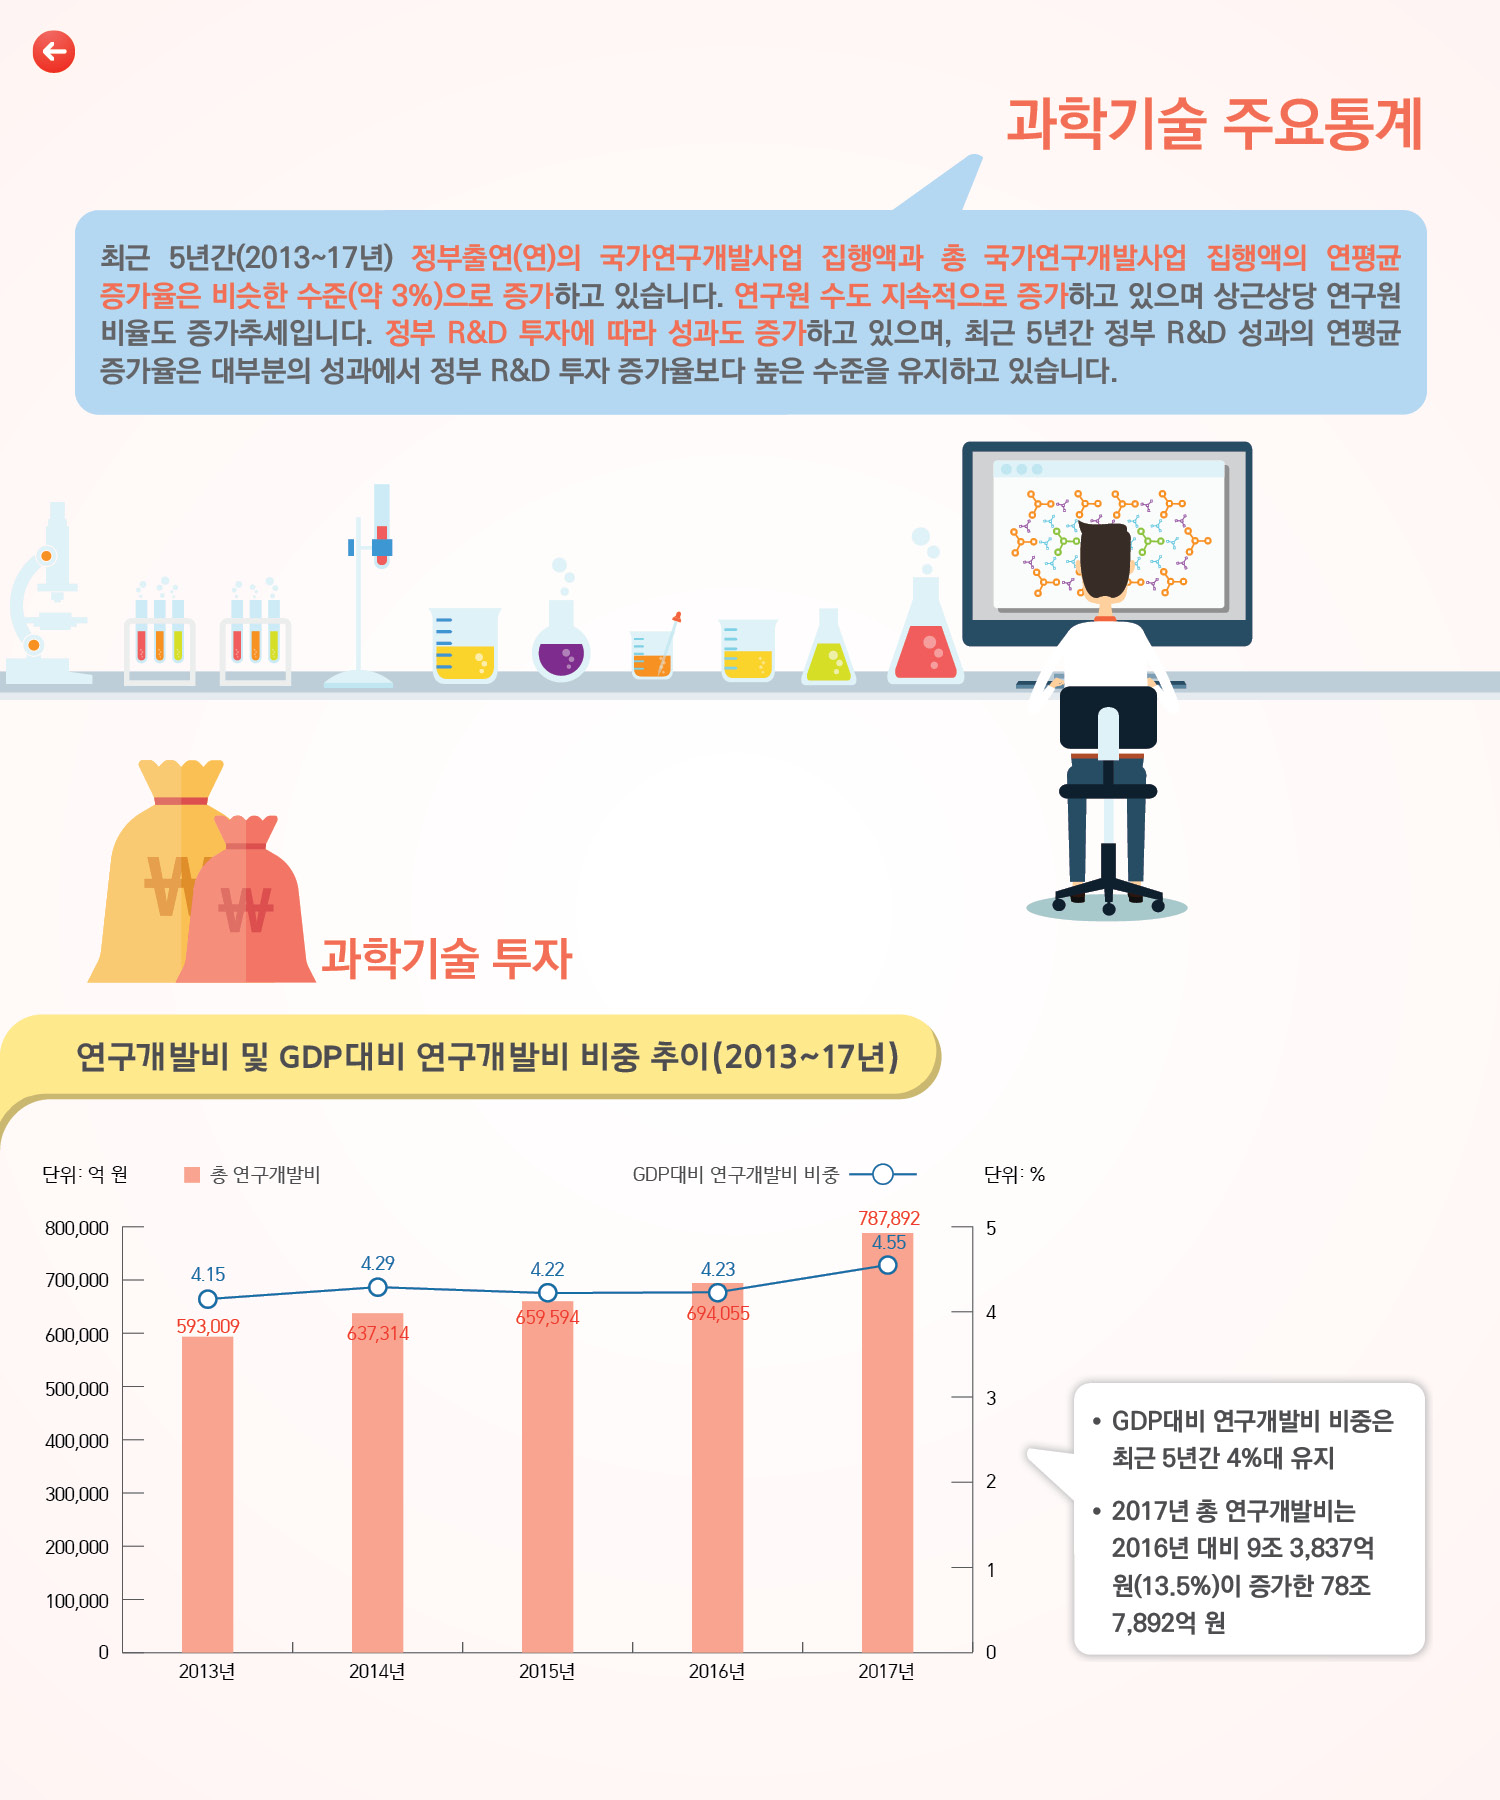 과학기술 주요통계
최근 5년간(2013~17년) 정부출연(연)의 국가연구개발사업 집행액과 총 국가연구개발사업 집행액의 연평균
증가율은 비슷한 수준(약 3%)으로 증가하고 있습니다. 연구원 수도 지속적으로 증가하고 있으며 상근상당 연구원
비율도 증가추세입니다. 정부 R&D 투자에 따라 성과도 증가하고 있으며, 최근 5년간 정부 R&D 성과의 연평균
증가율은 대부분의 성과에서 정부 R&D 투자 증가율보다 높은 수준을 유지하고 있습니다.
₩
₩
과학기술 투자
연구개발비 및 GDP대비 연구개발비 비중 추이(2013~17년)
단위: 억 원
총 연구개발비
GDP대비 연구개발비 비중
단위: %
800,000
700,000
600,000
500,000
400,000
300,000
200,000
100,000
0
4.15
4.29
4.22
4.23
4.55
593,009
637,314
659,594
694,055
787,892
5
4
3
2
1
0
2013년
2014년
2015년
2016년
2017년
• GDP대비 연구개발비 비중은
최근 5년간 4%대 유지
• 2017년 총 연구개발비는
2016년 대비 9조 3,837억
원(13.5%)이 증가한 78조
7,892억 원